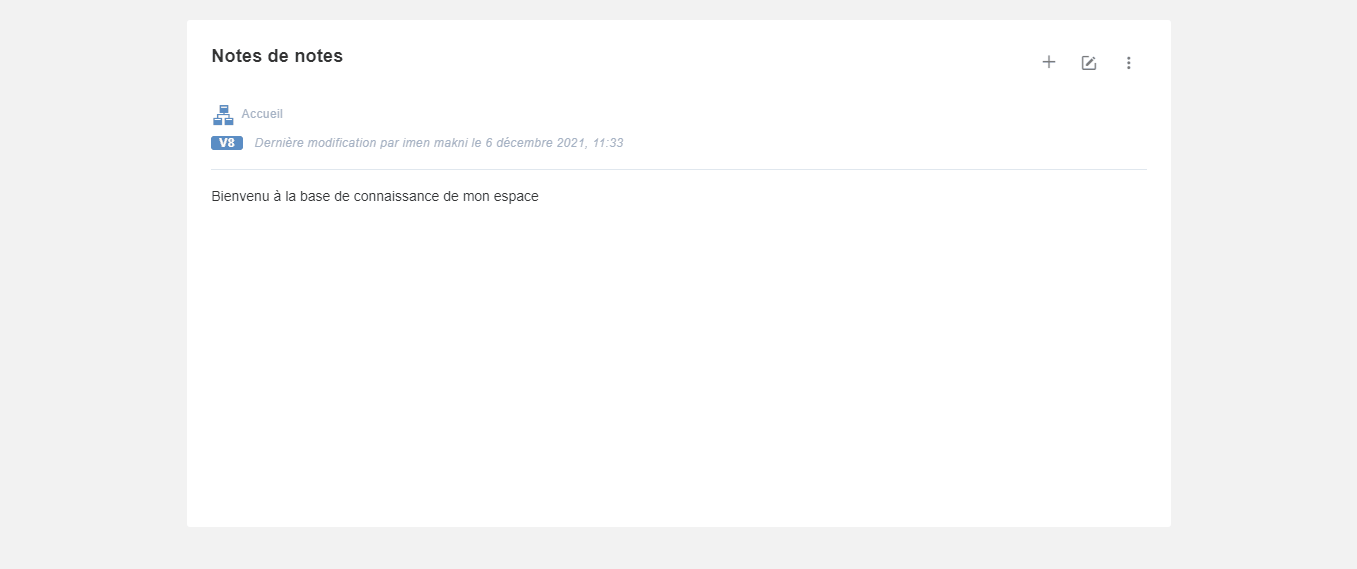 Notes de notes
Accueil
V8 Dernière modification par imen makni le 6 décembre 2021, 11:33
Bienvenu à la base de connaissance de mon espace